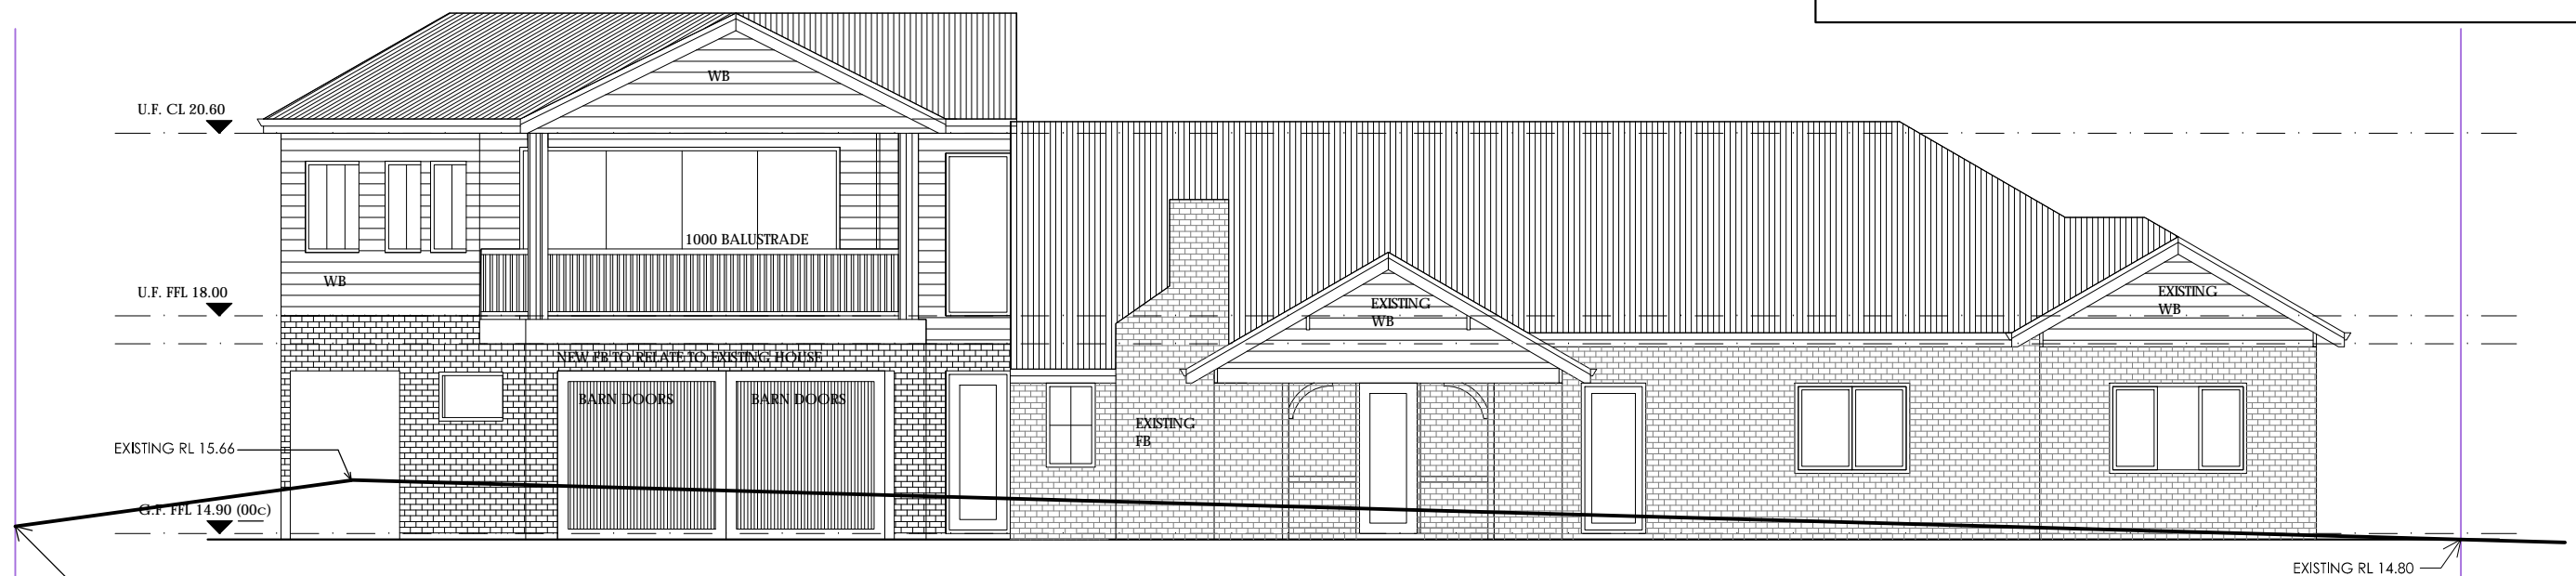 WB
U.F. CL 20.60
1000 BALUSTRADE
WB
U.F. FFL 18.00
EXISTING
WB
EXISTING
WB
NEW FB TO RELATE TO EXISTING HOUSE
BARN DOORS
BARN DOORS
EXISTING
FB
EXISTING RL 15.66
G.F. FFL 14.90 (00c)
EXISTING RL 14.80